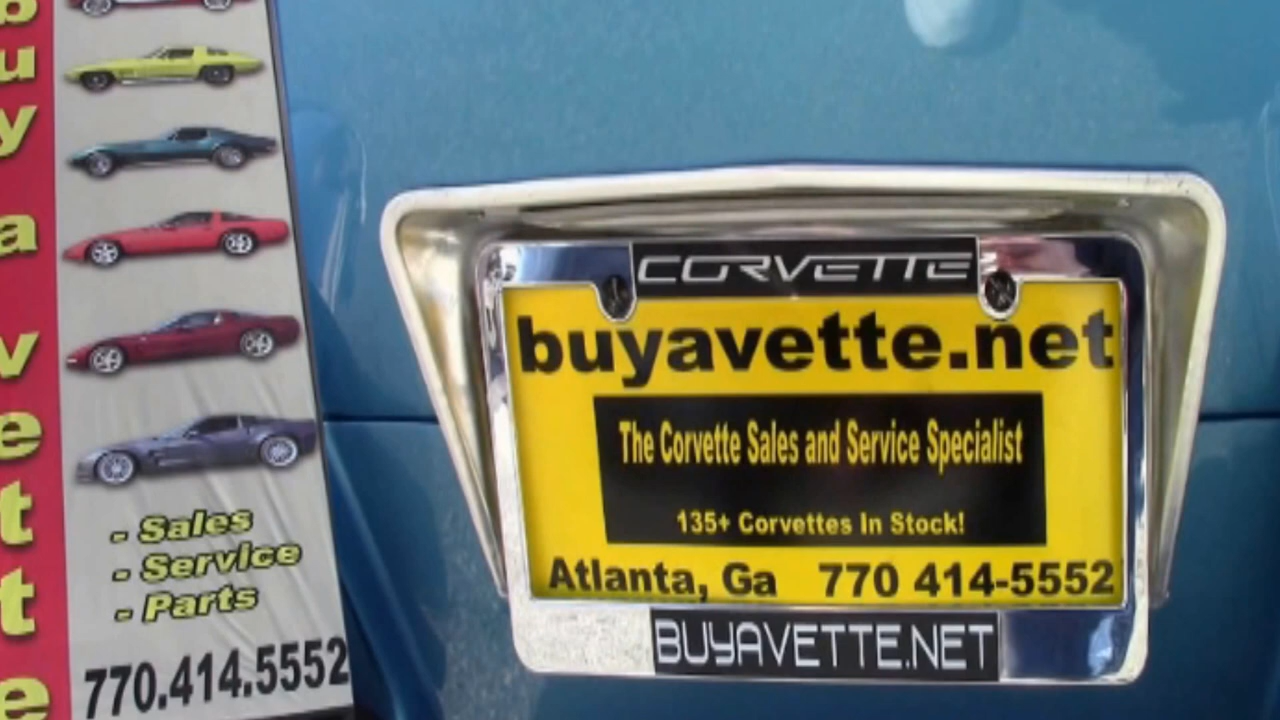 buyavette
- Sales
- Service
- Parts
770.414.5552
CORVETTE
buyavette.net
The Corvette Sales and Service Specialist
135+ Corvettes In Stock!
Atlanta, Ga 770 414-5552
BUYAVETTE.NET